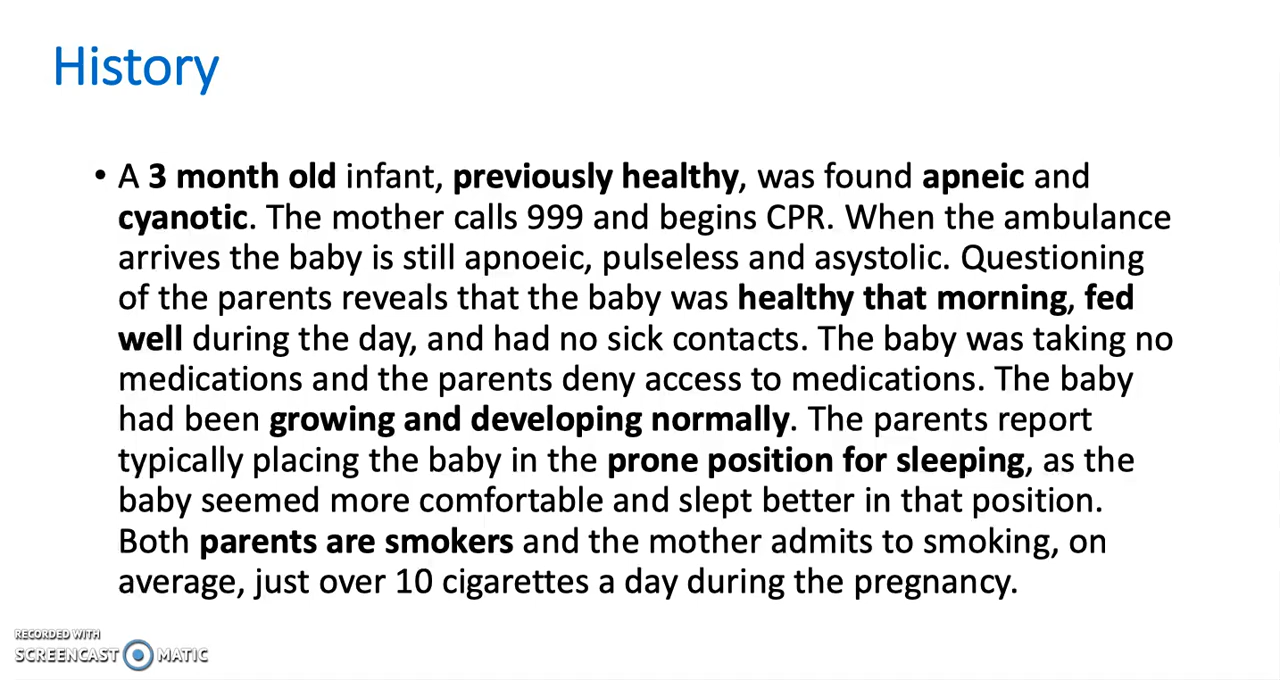 History
• A 3 month old infant, previously healthy, was found apneic and
cyanotic. The mother calls 999 and begins CPR. When the ambulance
arrives the baby is still apnoeic, pulseless and asystolic. Questioning
of the parents reveals that the baby was healthy that morning, fed
well during the day, and had no sick contacts. The baby was taking no
medications and the parents deny access to medications. The baby
had been growing and developing normally. The parents report
typically placing the baby in the prone position for sleeping, as the
baby seemed more comfortable and slept better in that position.
Both parents are smokers and the mother admits to smoking, on
average, just over 10 cigarettes a day during the pregnancy.
RECORDED WITH
SCREENCAST MATIC